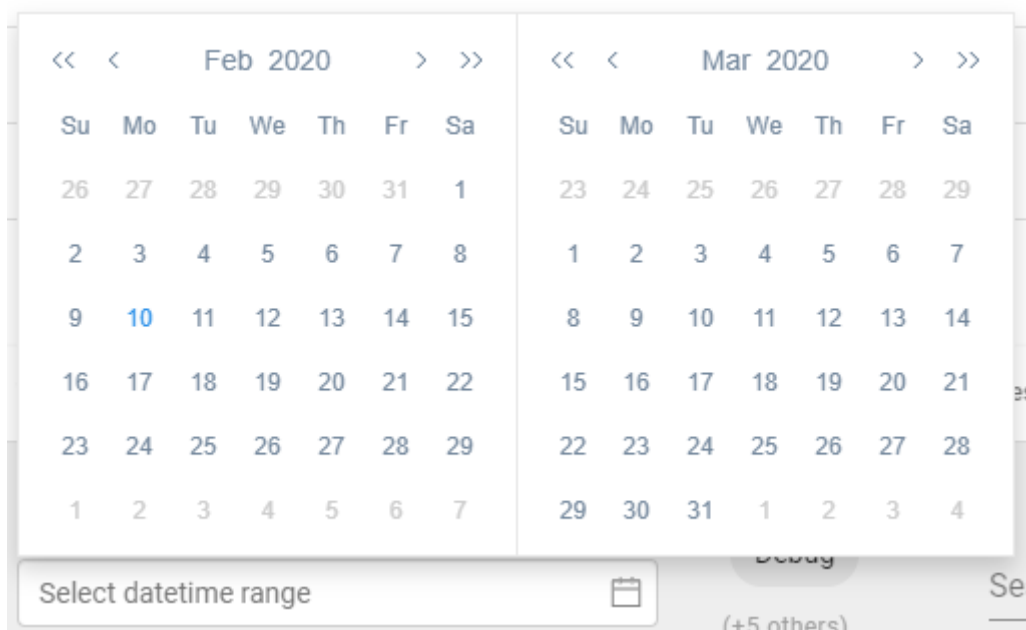 << < Feb 2020 > >>
Su Mo Tu We Th Fr Sa
26 27 28 29 30 31 1
2 3 4 5 6 7 8
9 10 11 12 13 14 15
16 17 18 19 20 21 22
23 24 25 26 27 28 29
1 2 3 4 5 6 7
<< < Mar 2020 > >>
Su Mo Tu We Th Fr Sa
23 24 25 26 27 28 29
1 2 3 4 5 6 7
8 9 10 11 12 13 14
15 16 17 18 19 20 21
22 23 24 25 26 27 28
29 30 31 1 2 3 4
Select datetime range
Debug
(+5 others)
Se